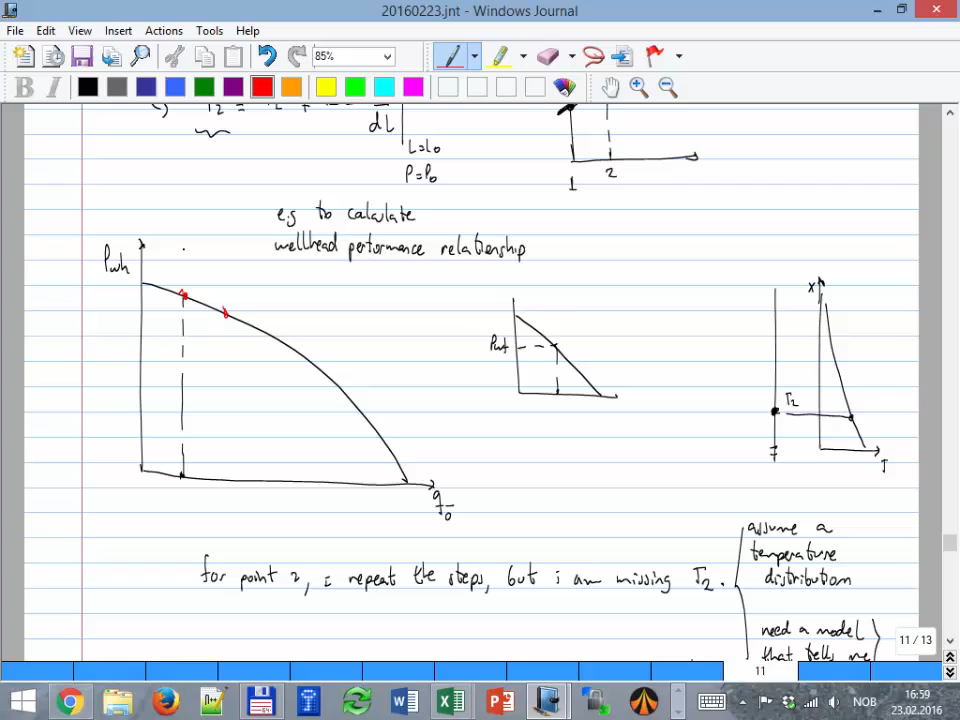 20160223.jnt - Windows Journal
File Edit View Insert Actions Tools Help
85%
B I
dL
L=L0
P=P0
1 2
e.g to calculate
wellhead performance relationship
Pwh
Pwf
X
T2
T
qo
for point 2, i repeat the steps, but i am missing T2.
assume a
temperature
distribution
need a model
that tells me
11 / 13
11
NOB
16:59
23.02.2016